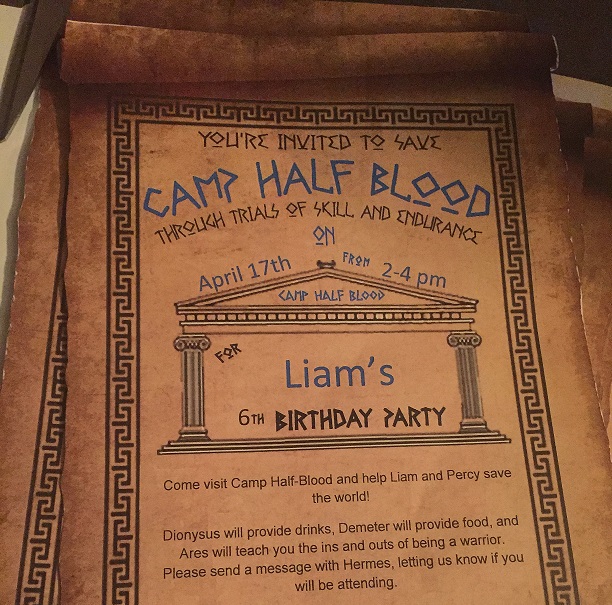 YOU'RE INVITED TO SAVE
CAMP HALF BLOOD
THROUGH TRIALS OF SKILL AND ENDURANCE
ON
April 17th FROM 2-4 pm
CAMP HALF BLOOD
FOR
Liam's
6TH BIRTHDAY PARTY
Come visit Camp Half-Blood and help Liam and Percy save
the world!
Dionysus will provide drinks, Demeter will provide food, and
Ares will teach you the ins and outs of being a warrior.
Please send a message with Hermes, letting us know if you
will be attending.